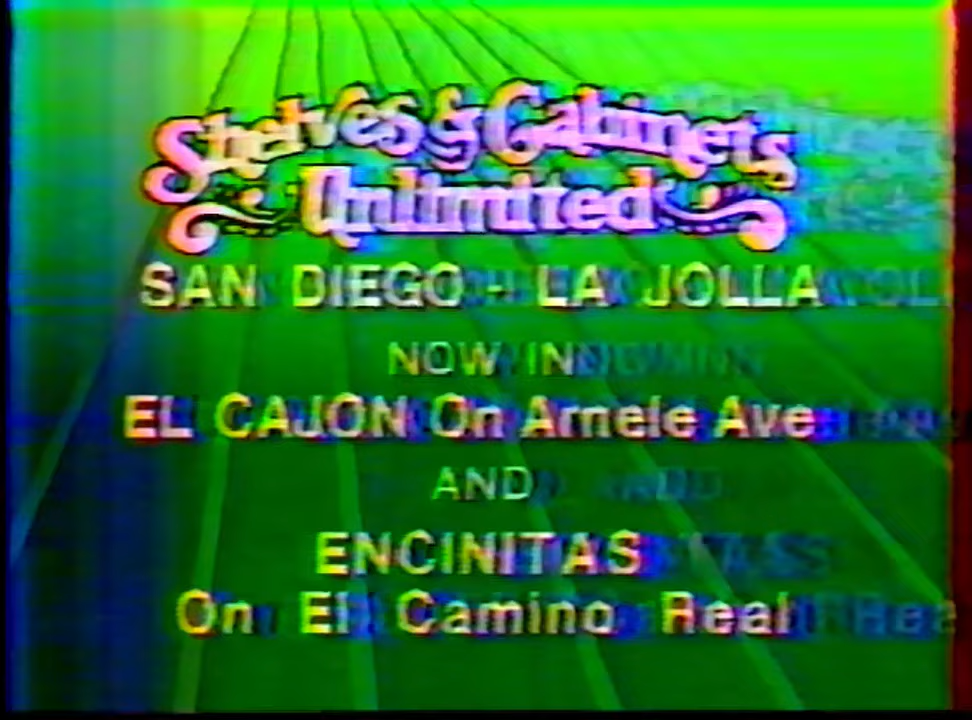 Shelves & Cabinets
Unlimited
SAN DIEGO - LA JOLLA
NOW IN
EL CAJON On Arnele Ave
AND
ENCINITAS
On El Camino Real